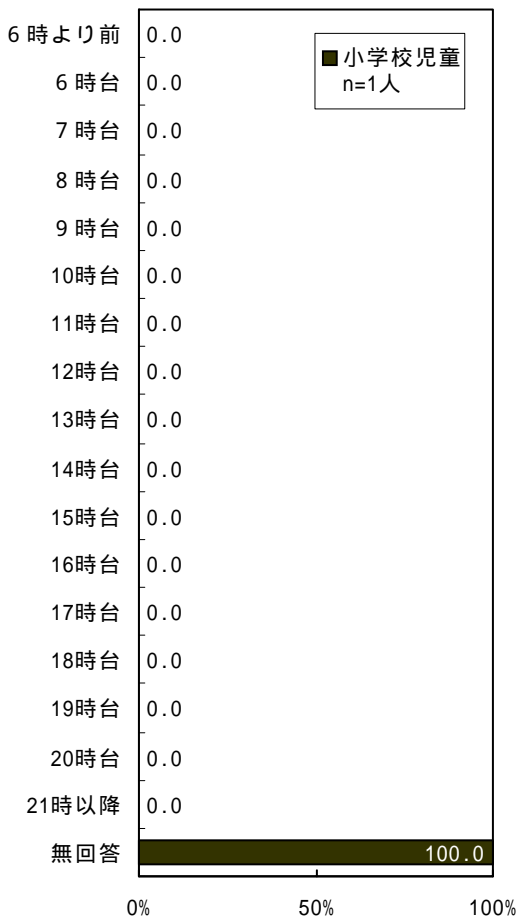 ６時より前 0.0
６時台 0.0
７時台 0.0
８時台 0.0
９時台 0.0
10時台 0.0
11時台 0.0
12時台 0.0
13時台 0.0
14時台 0.0
15時台 0.0
16時台 0.0
17時台 0.0
18時台 0.0
19時台 0.0
20時台 0.0
21時以降 0.0
無回答 100.0
0% 50% 100%
小学校児童
n=1人